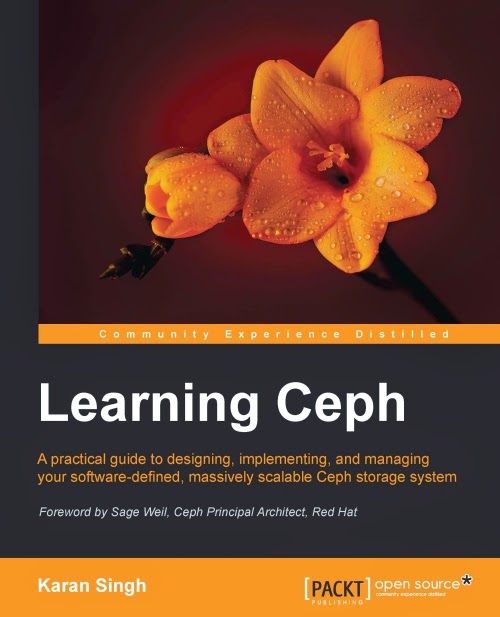 Community Experience Distilled
Learning Ceph
A practical guide to designing, implementing, and managing
your software-defined, massively scalable Ceph storage system
Foreword by Sage Weil, Ceph Principal Architect, Red Hat
Karan Singh
[PACKT] open source*
PUBLISHING community experience distilled